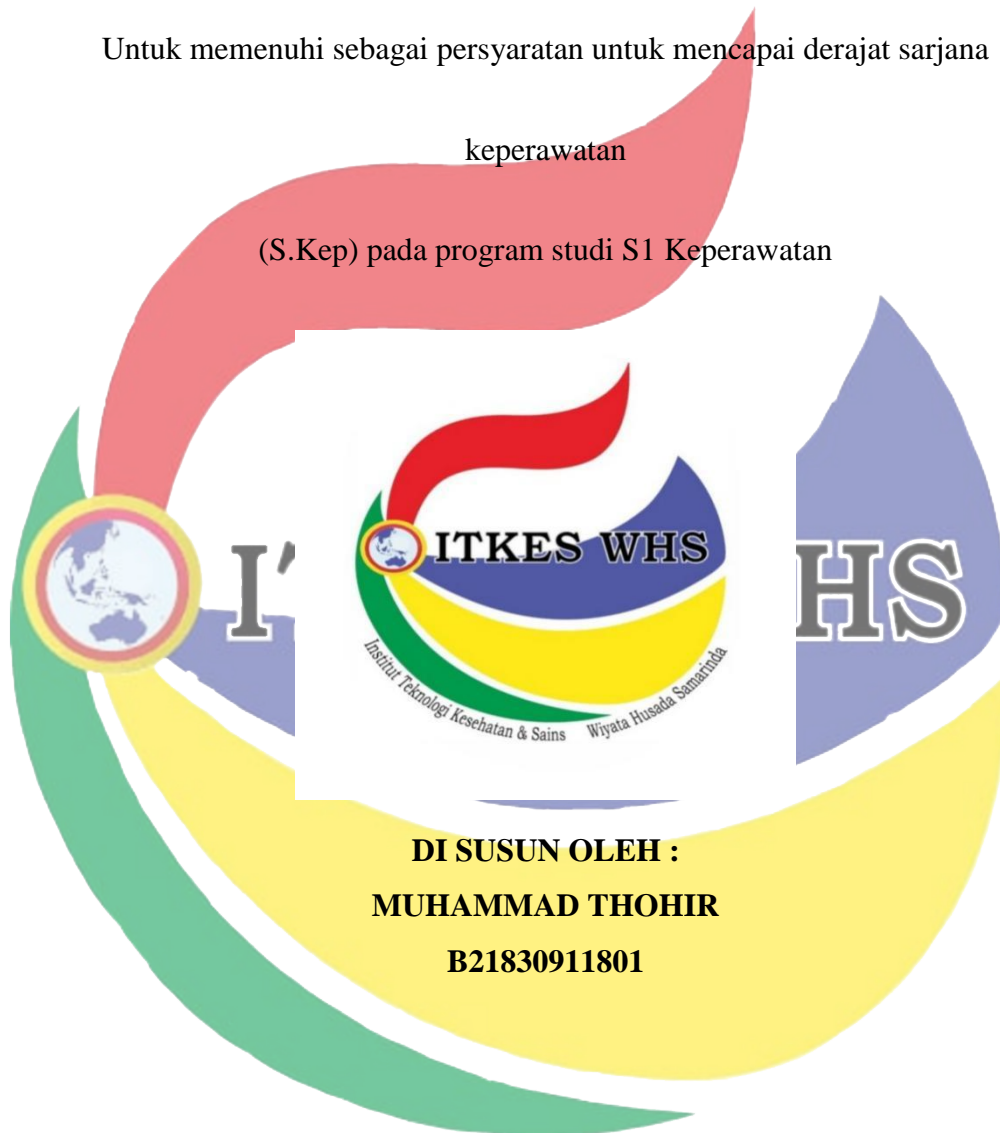 Untuk memenuhi sebagai persyaratan untuk mencapai derajat sarjana
keperawatan
(S.Kep) pada program studi S1 Keperawatan
ITKES WHS
Institut Teknologi Kesehatan & Sains Wiyata Husada Samarinda
HS
DI SUSUN OLEH :
MUHAMMAD THOHIR
B21830911801